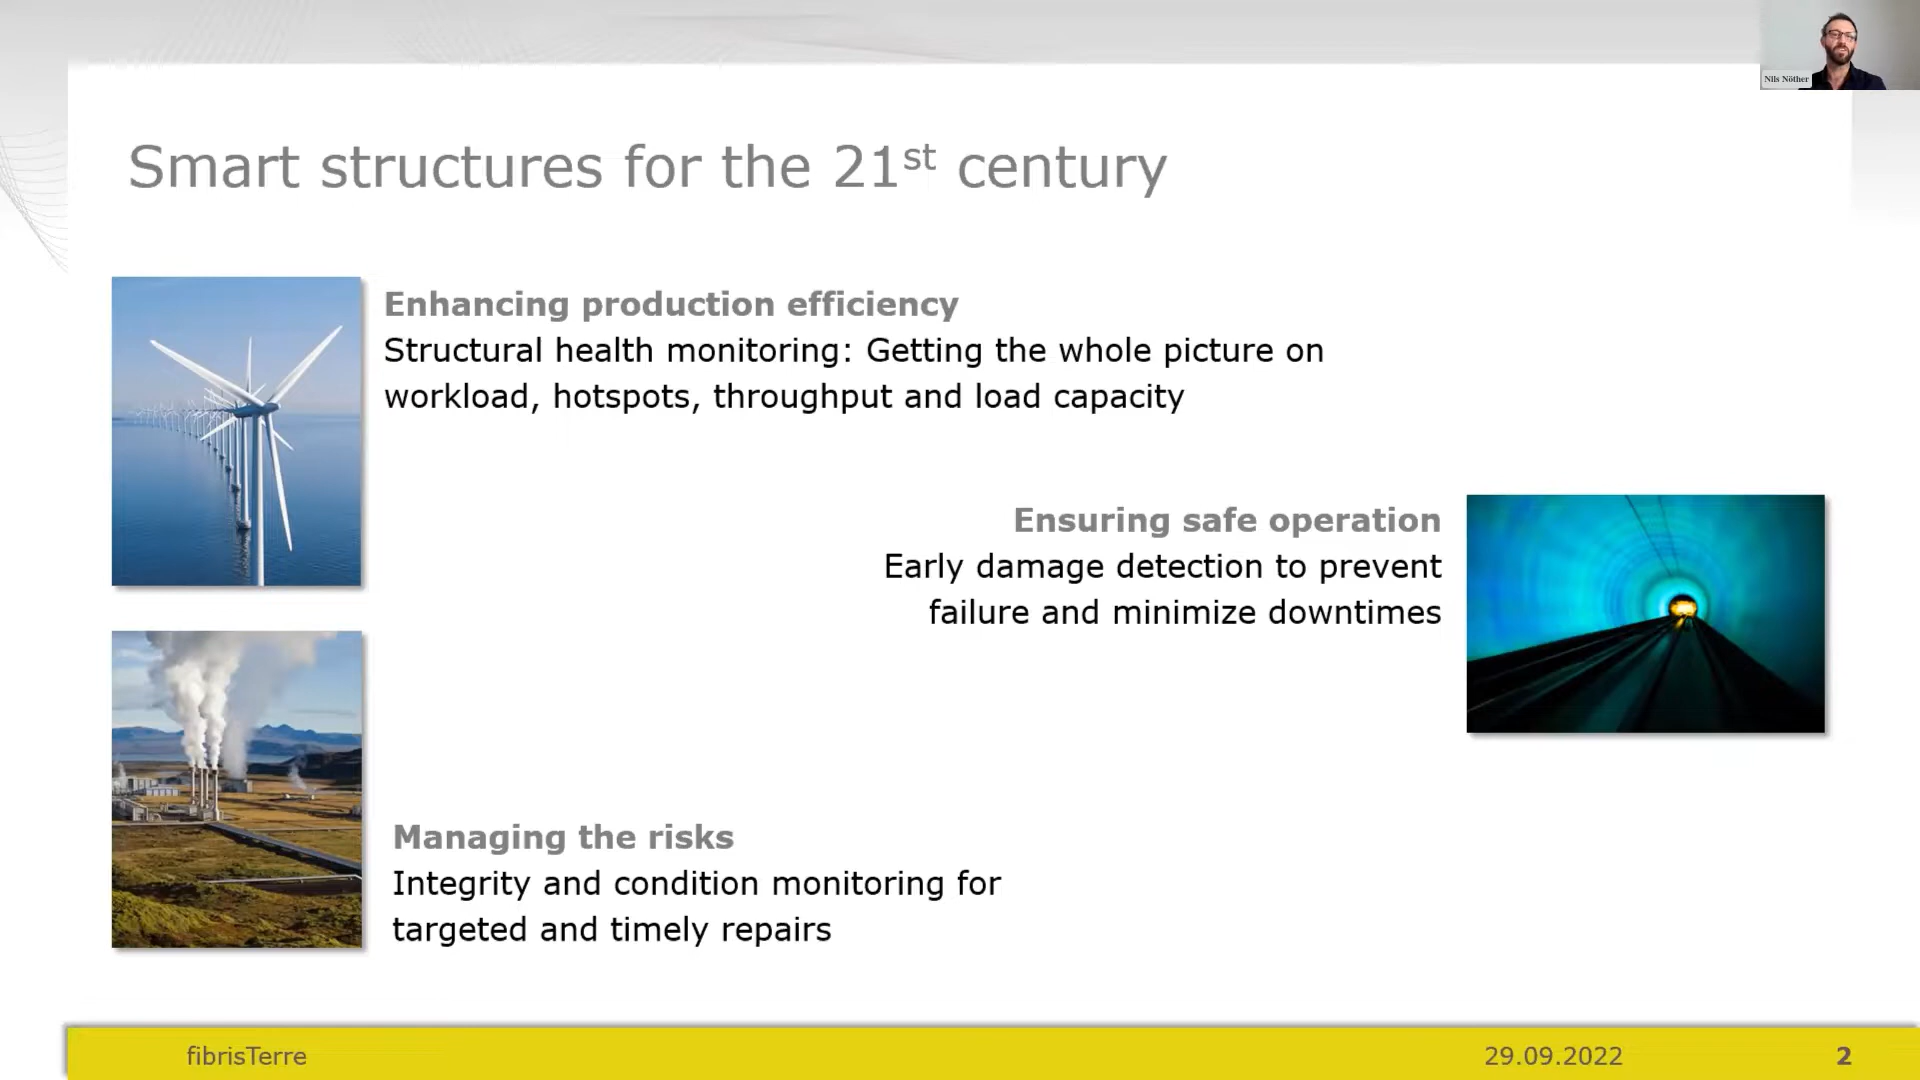 Nils Nöther
Smart structures for the 21st century
Enhancing production efficiency
Structural health monitoring: Getting the whole picture on
workload, hotspots, throughput and load capacity
Ensuring safe operation
Early damage detection to prevent
failure and minimize downtimes
Managing the risks
Integrity and condition monitoring for
targeted and timely repairs
fibrisTerre
29.09.2022
2